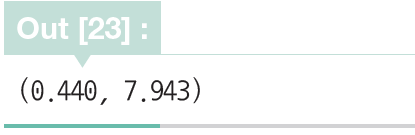 Out [23] :
(0.440, 7.943)